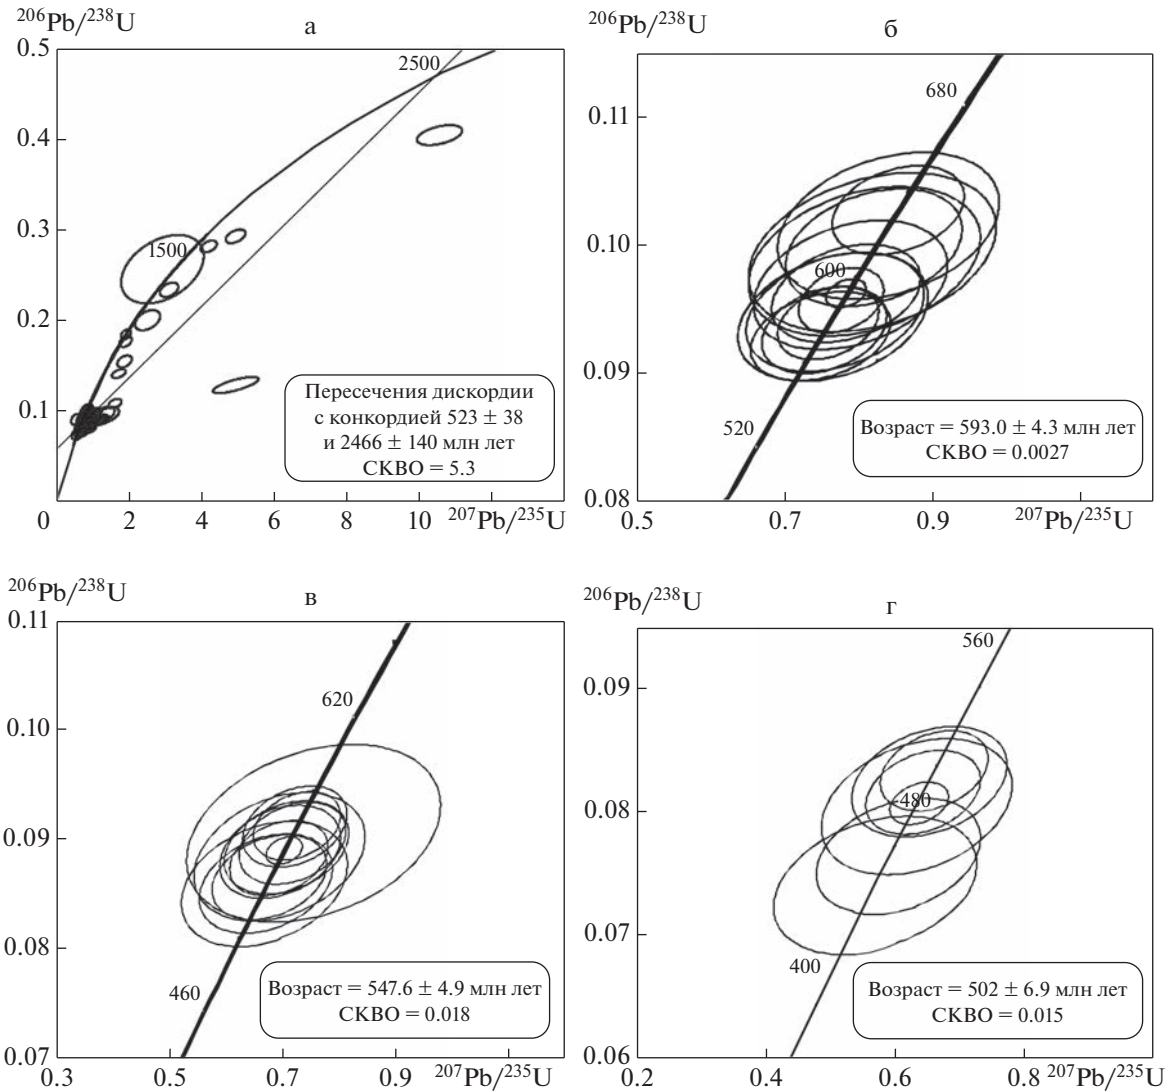 206Pb/238U
а
0.5
0.4
0.3
0.2
0.1
0
2
4
6
8
10
207Pb/235U
2500
1500
Пересечения дискордии
с конкордией 523 ± 38
и 2466 ± 140 млн лет
СКВО = 5.3
206Pb/238U
б
0.11
0.10
0.09
0.08
0.5
0.7
0.9
207Pb/235U
680
600
520
Возраст = 593.0 ± 4.3 млн лет
СКВО = 0.0027
206Pb/238U
в
0.11
0.10
0.09
0.08
0.07
0.3
0.5
0.7
0.9
207Pb/235U
620
460
Возраст = 547.6 ± 4.9 млн лет
СКВО = 0.018
206Pb/238U
г
0.09
0.08
0.07
0.06
0.2
0.4
0.6
0.8
207Pb/235U
560
480
400
Возраст = 502 ± 6.9 млн лет
СКВО = 0.015